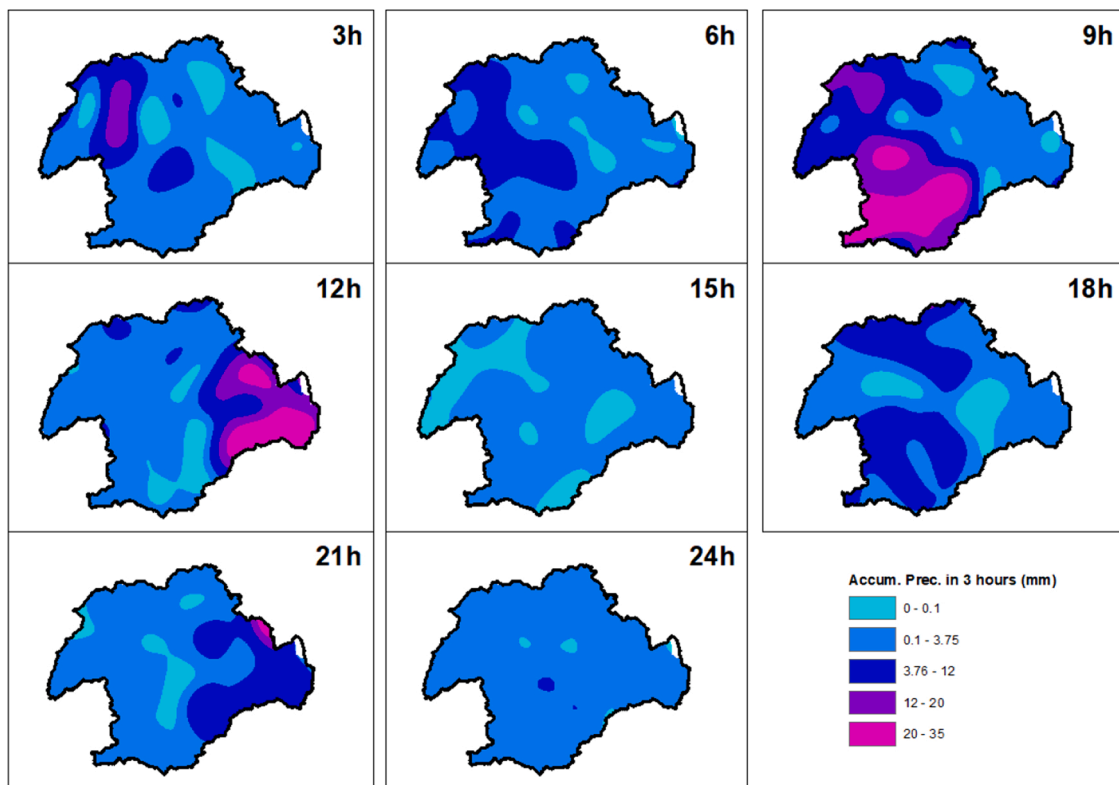 3h
6h
9h
12h
15h
18h
21h
24h
Accum. Prec. in 3 hours (mm)
0 - 0.1
0.1 - 3.75
3.76 - 12
12 - 20
20 - 35